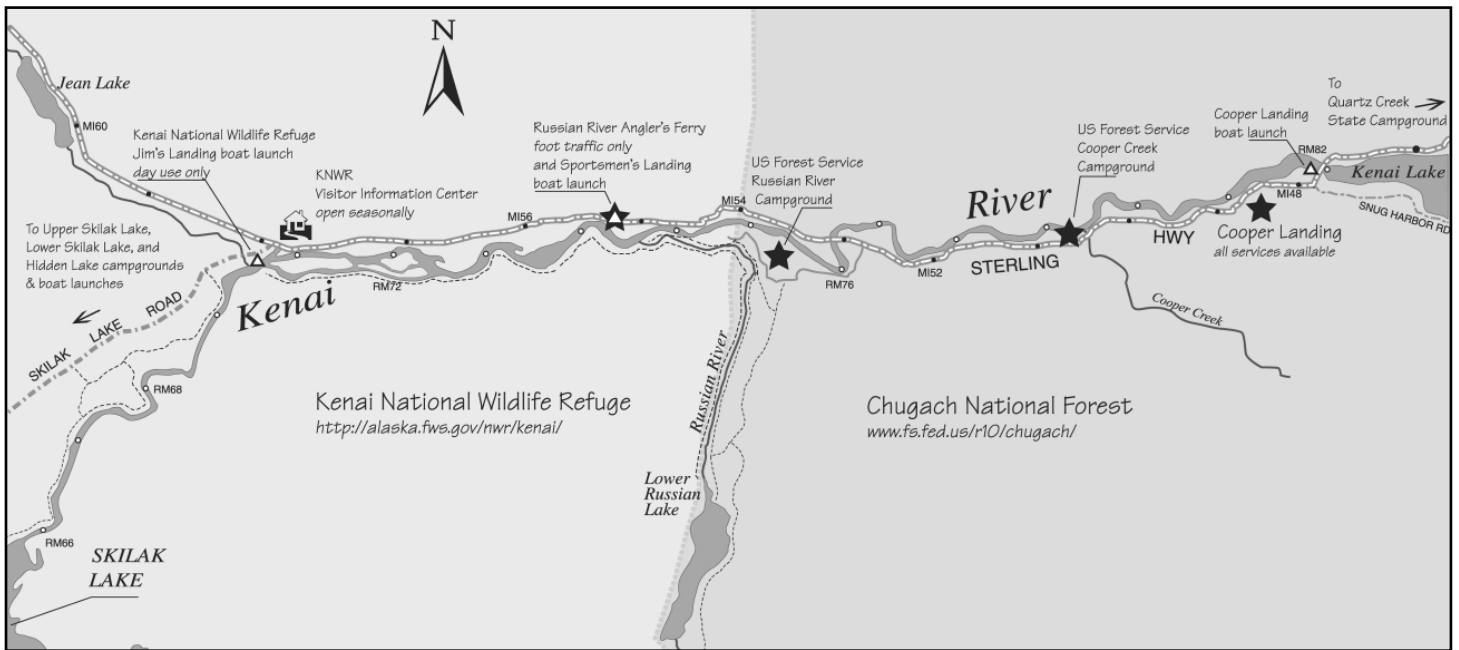 N
Jean Lake
MI60
Kenai National Wildlife Refuge
Jim's Landing boat launch
day use only
KNWR
Visitor Information Center
open seasonally
To Upper Skilak Lake,
Lower Skilak Lake, and
Hidden Lake campgrounds
& boat launches
SKILAK LAKE ROAD
Kenai
RM72
MI56
Russian River Angler's Ferry
foot traffic only
and Sportsmen's Landing
boat launch
US Forest Service
Russian River
Campground
MI54
RM76
MI52
River
STERLING
HWY
US Forest Service
Cooper Creek
Campground
Cooper Landing
boat launch
RM82
To
Quartz Creek
State Campground
Kenai Lake
MI48
SNUG HARBOR RD
Cooper Landing
all services available
Cooper Creek
RM68
RM66
SKILAK
LAKE
Kenai National Wildlife Refuge
http://alaska.fws.gov/nwr/kenai/
Russian River
Lower
Russian
Lake
Chugach National Forest
www.fs.fed.us/r10/chugach/